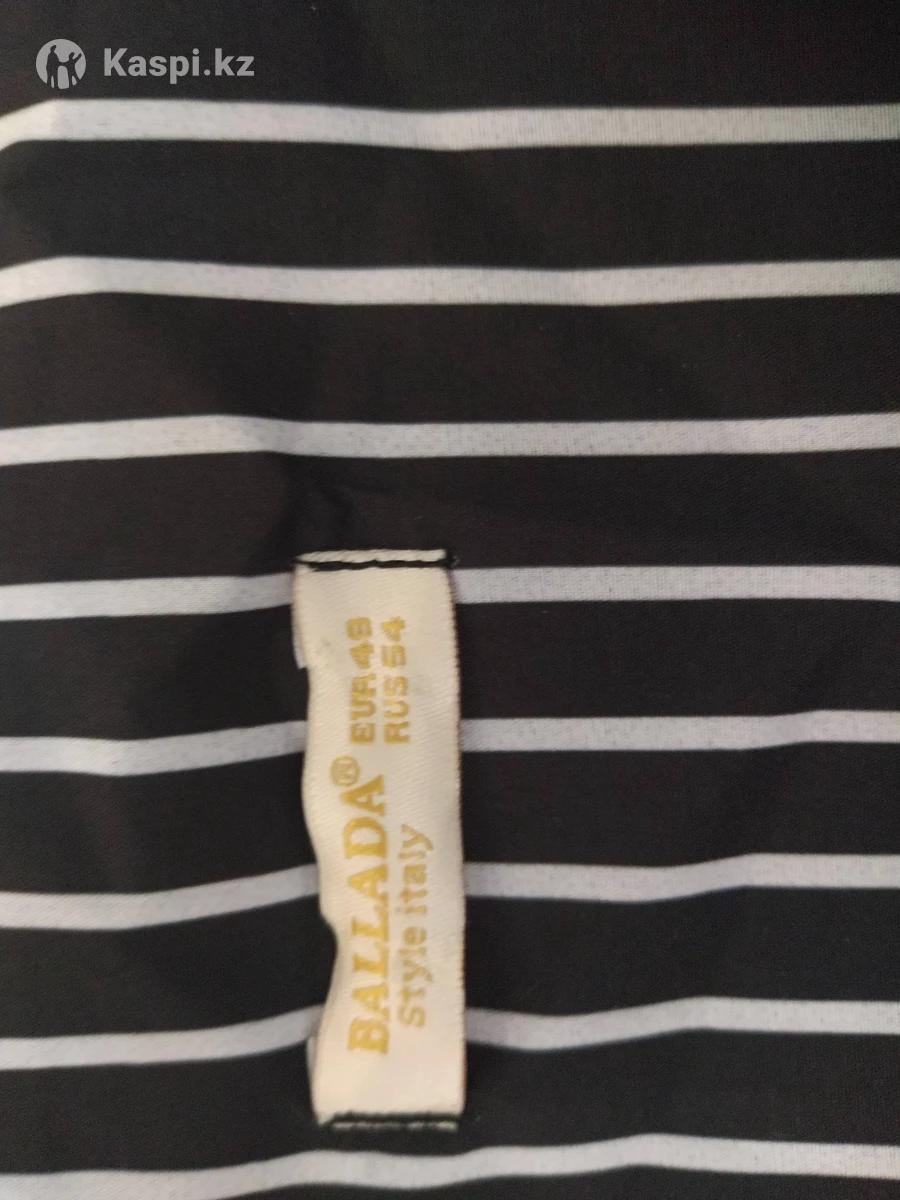 Kaspi.kz
BALLADA®
Style italy
EUR 48
RUS 54